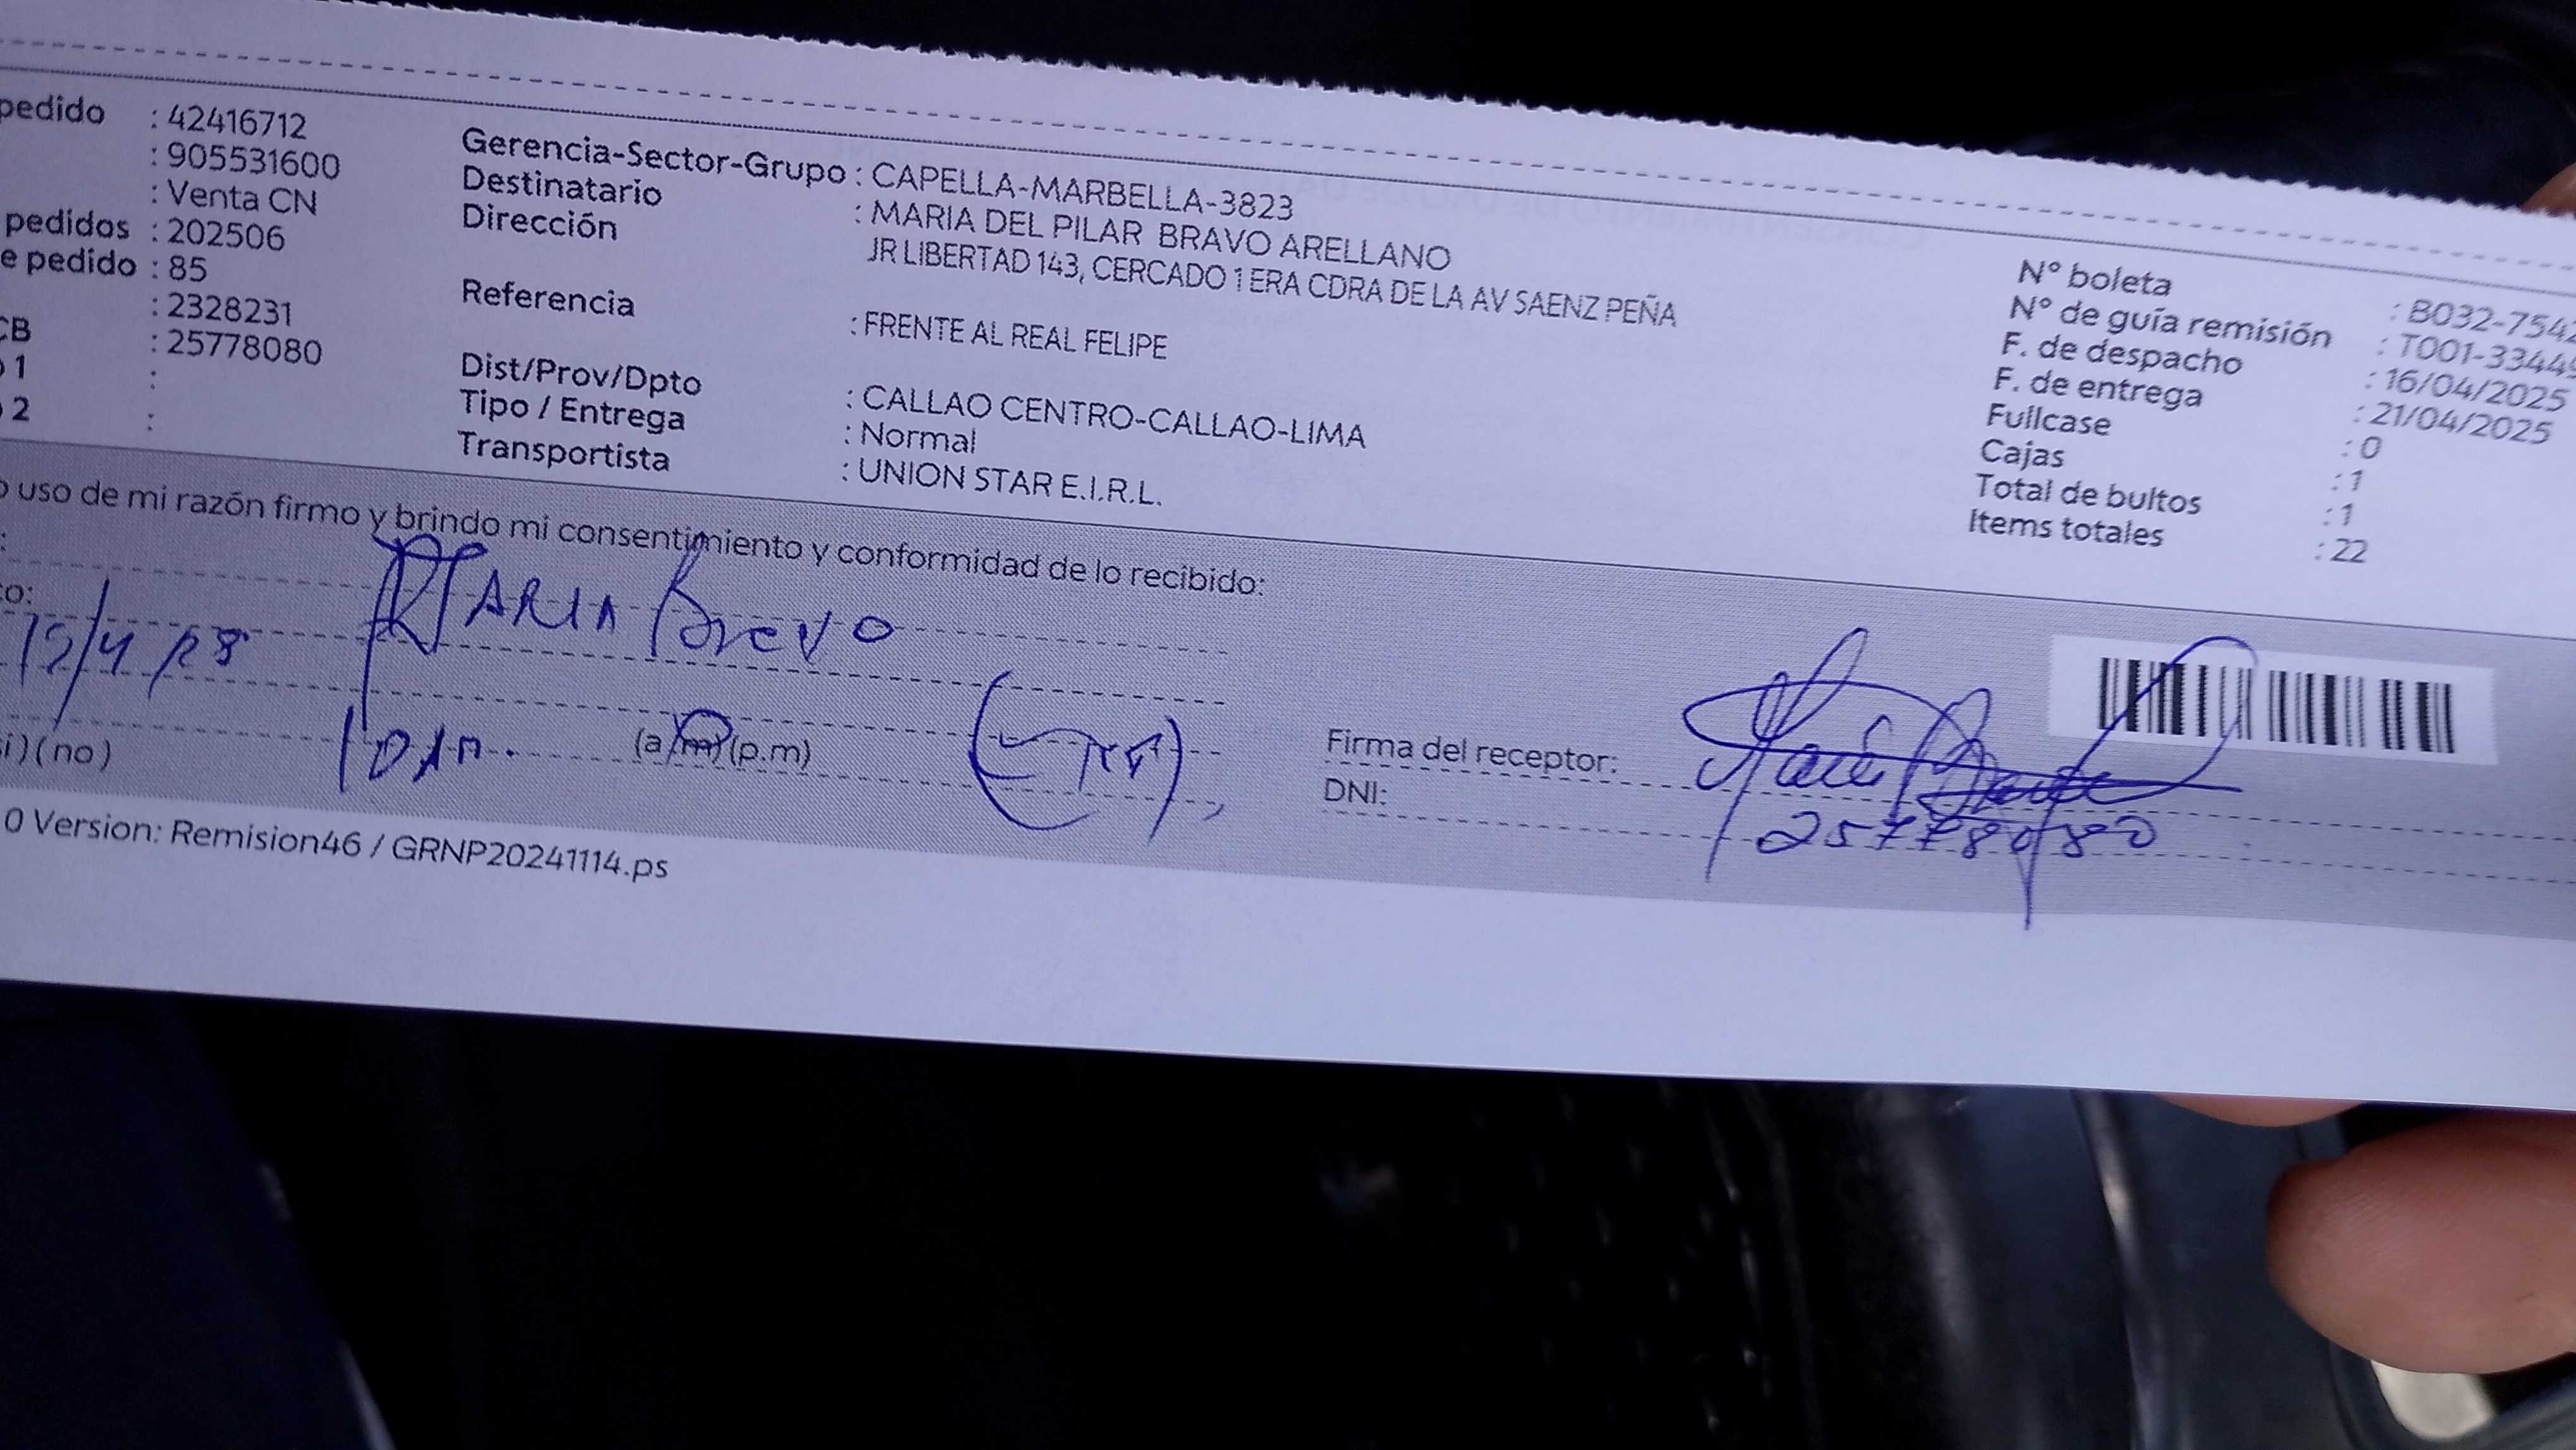 pedido : 42416712
: 905531600
: Venta CN
pedidos : 202506
e pedido : 85
: 2328231
CB : 25778080
1 :
2 :
Gerencia-Sector-Grupo : CAPELLA-MARBELLA-3823
Destinatario : MARIA DEL PILAR BRAVO ARELLANO
Dirección JR LIBERTAD 143, CERCADO 1 ERA CDRA DE LA AV SAENZ PEÑA
Referencia : FRENTE AL REAL FELIPE
Dist/Prov/Dpto : CALLAO CENTRO-CALLAO-LIMA
Tipo / Entrega : Normal
Transportista : UNION STAR E.I.R.L.
N° boleta : B032-754
N° de guía remisión : T001-3344
F. de despacho : 16/04/2025
F. de entrega : 21/04/2025
Fullcase : 0
Cajas : 1
Total de bultos : 1
Items totales : 22
uso de mi razón firmo y brindo mi consentimiento y conformidad de lo recibido:
MARIA Bravo
o:
(a.m) (p.m)
i) (no)
Firma del receptor:
DNI: 25778080
0 Version: Remision46 / GRNP20241114.ps